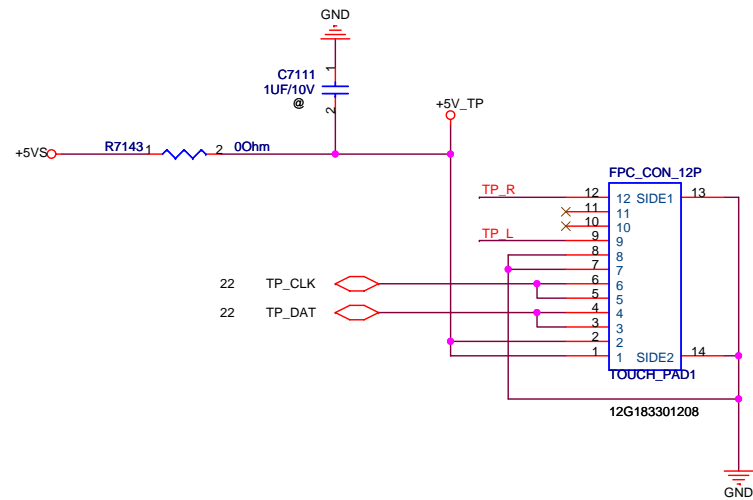 GND
1
C7111
1UF/10V
@
2
+5V_TP
+5VS
R7143
1
2
0Ohm
FPC_CON_12P
TP_R
12
12
SIDE1
13
11
11
10
10
TP_L
9
9
8
8
7
7
22
TP_CLK
6
6
5
5
22
TP_DAT
4
4
3
3
2
2
1
1
SIDE2
14
TOUCH_PAD1
12G183301208
GND